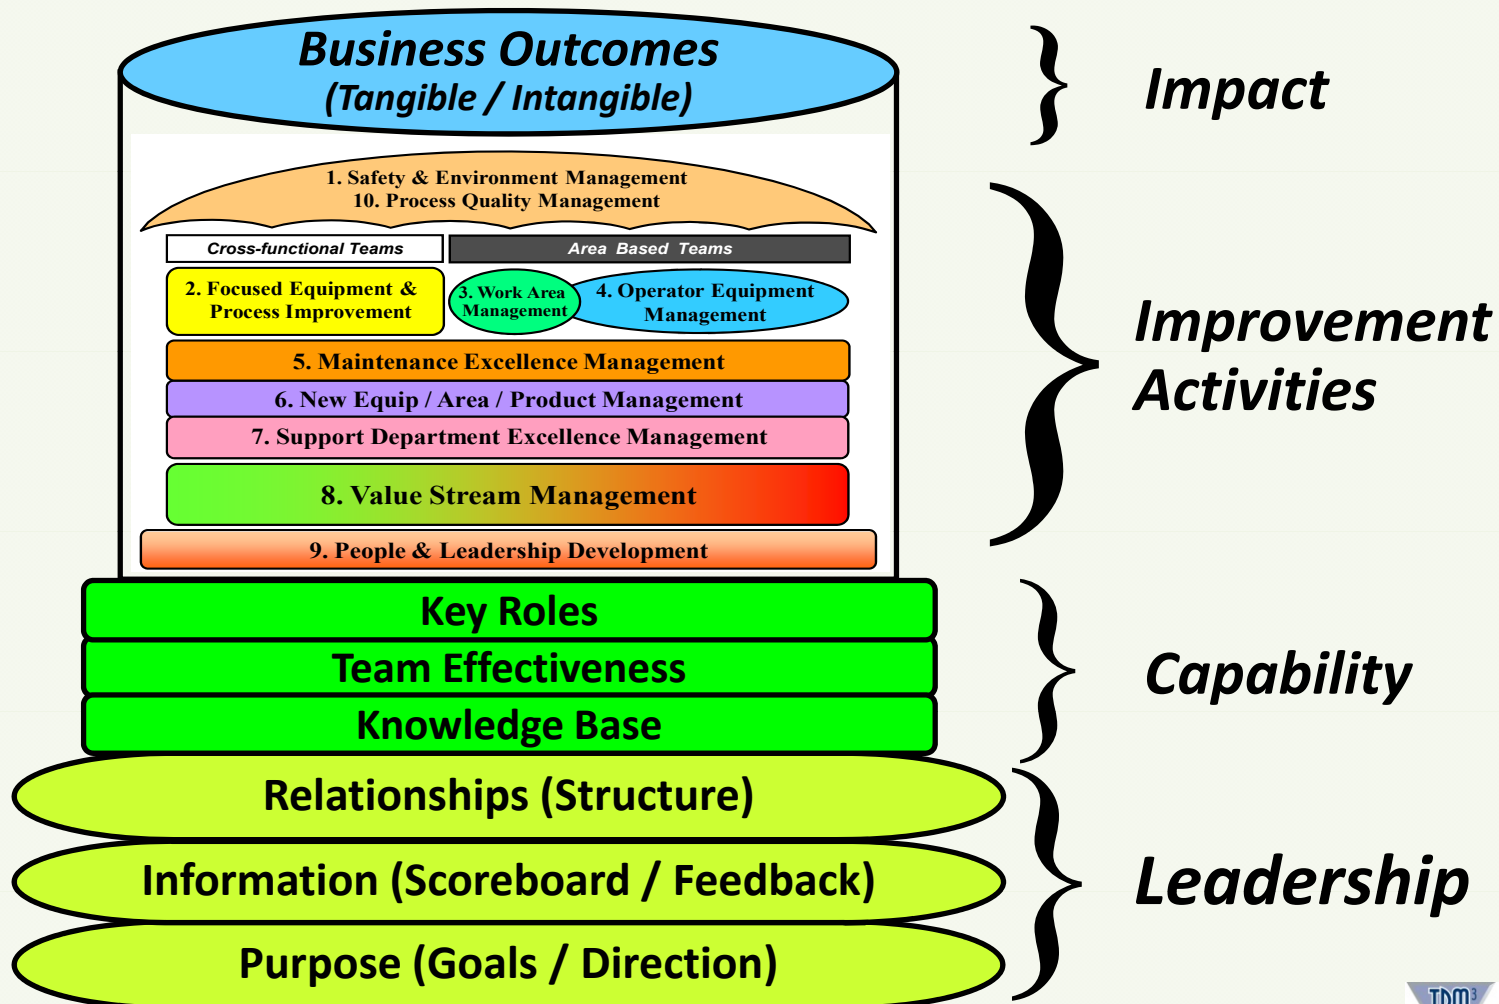 Business Outcomes
(Tangible / Intangible)
Impact
1. Safety & Environment Management
10. Process Quality Management
Cross-functional Teams
Area Based Teams
2. Focused Equipment &
Process Improvement
3. Work Area
Management
4. Operator Equipment
Management
5. Maintenance Excellence Management
6. New Equip / Area / Product Management
7. Support Department Excellence Management
8. Value Stream Management
9. People & Leadership Development
Improvement
Activities
Key Roles
Team Effectiveness
Knowledge Base
Capability
Relationships (Structure)
Information (Scoreboard / Feedback)
Purpose (Goals / Direction)
Leadership